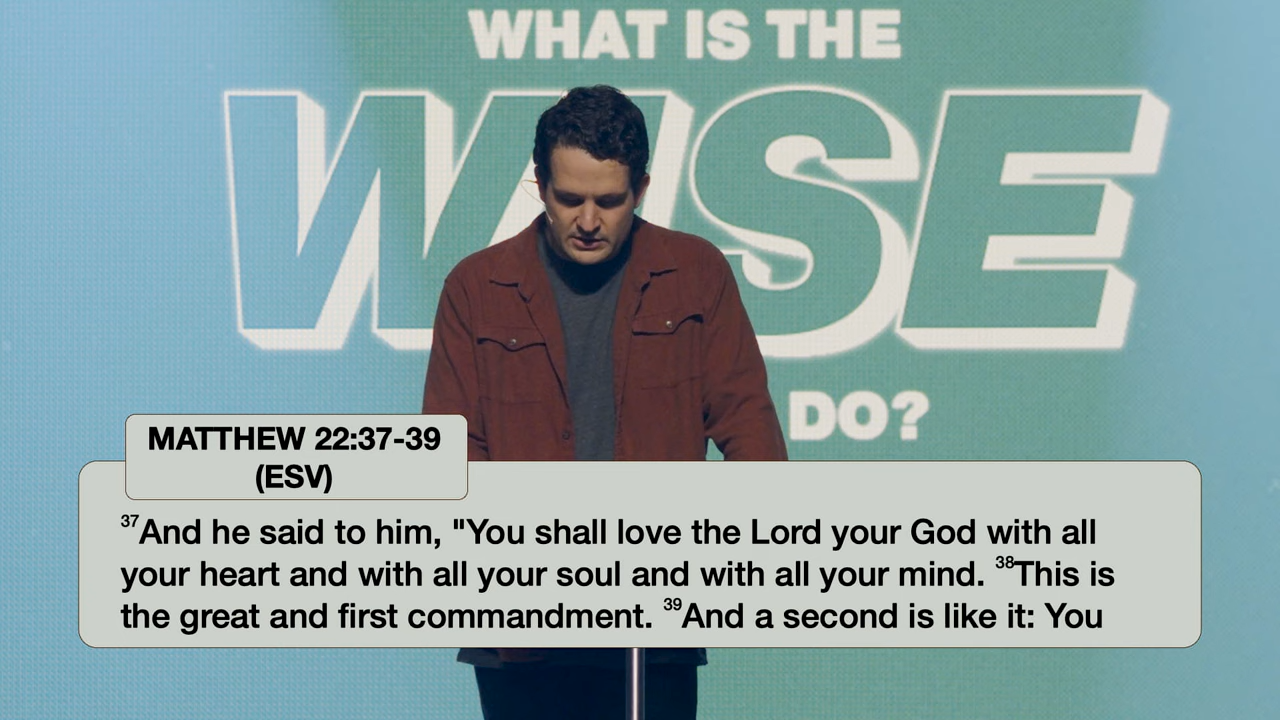 WHAT IS THE
WISE
DO?
MATTHEW 22:37-39
(ESV)
37And he said to him, "You shall love the Lord your God with all
your heart and with all your soul and with all your mind. 38This is
the great and first commandment. 39And a second is like it: You